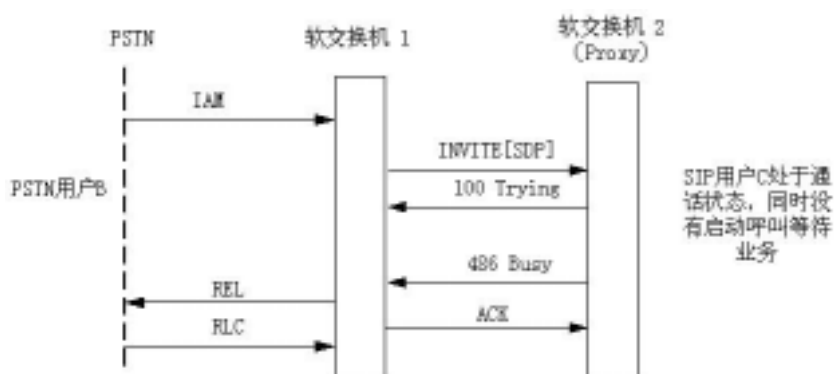 PSTN
软交换机 1
软交换机 2
(Proxy)
IAM
INVITE[SDP]
PSTN用户B
100 Trying
SIP用户C处于通
话状态，同时没
有启动呼叫等待
业务
486 Busy
REL
RLC
ACK